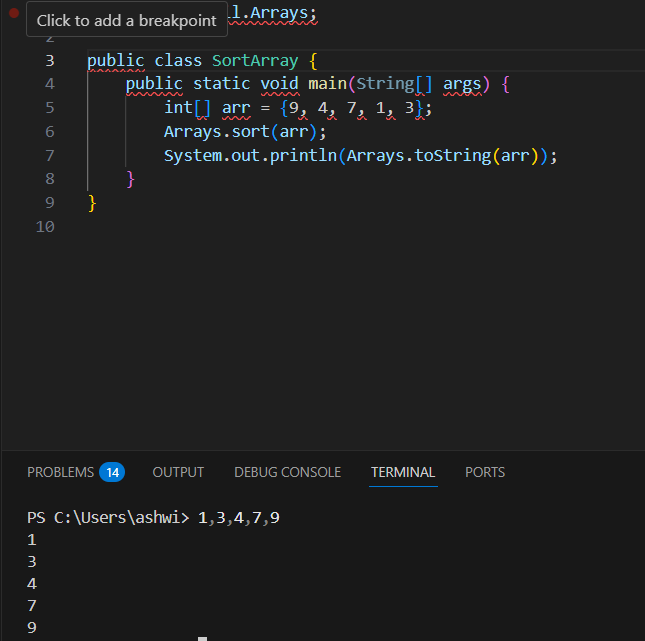 Click to add a breakpoint
l.Arrays;
2
3 public class SortArray {
4 public static void main(String[] args) {
5 int[] arr = {9, 4, 7, 1, 3};
6 Arrays.sort(arr);
7 System.out.println(Arrays.toString(arr));
8 }
9 }
10
PROBLEMS 14 OUTPUT DEBUG CONSOLE TERMINAL PORTS
PS C:\Users\ashwi> 1,3,4,7,9
1
3
4
7
9